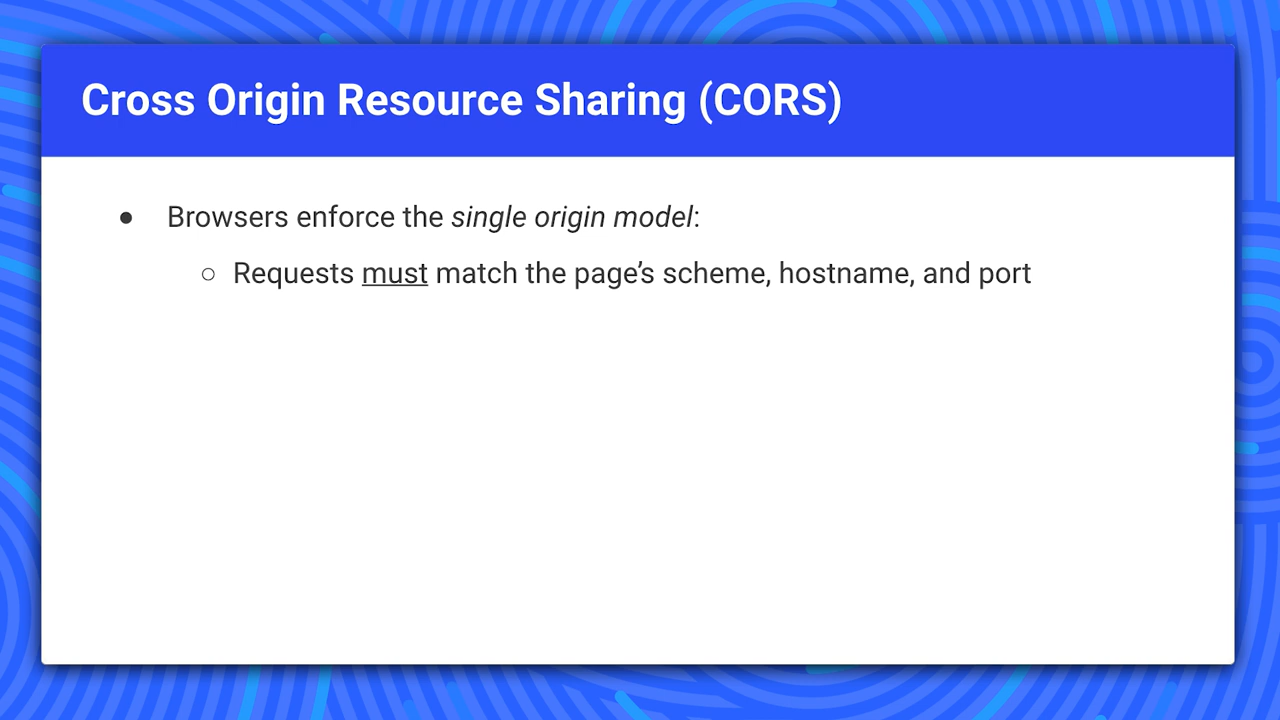 Cross Origin Resource Sharing (CORS)
● Browsers enforce the single origin model:
○ Requests must match the page’s scheme, hostname, and port